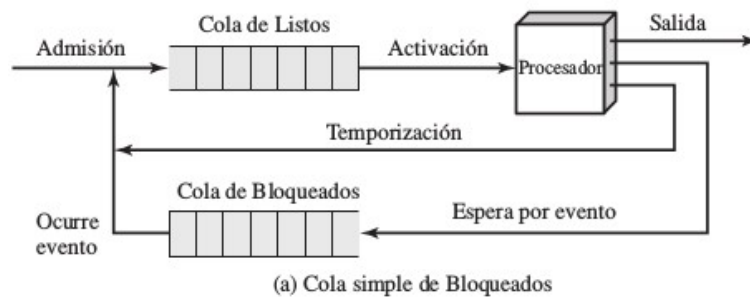 Cola de Listos
Admisión
Activación
Procesador
Salida
Temporización
Cola de Bloqueados
Ocurre
evento
Espera por evento
(a) Cola simple de Bloqueados